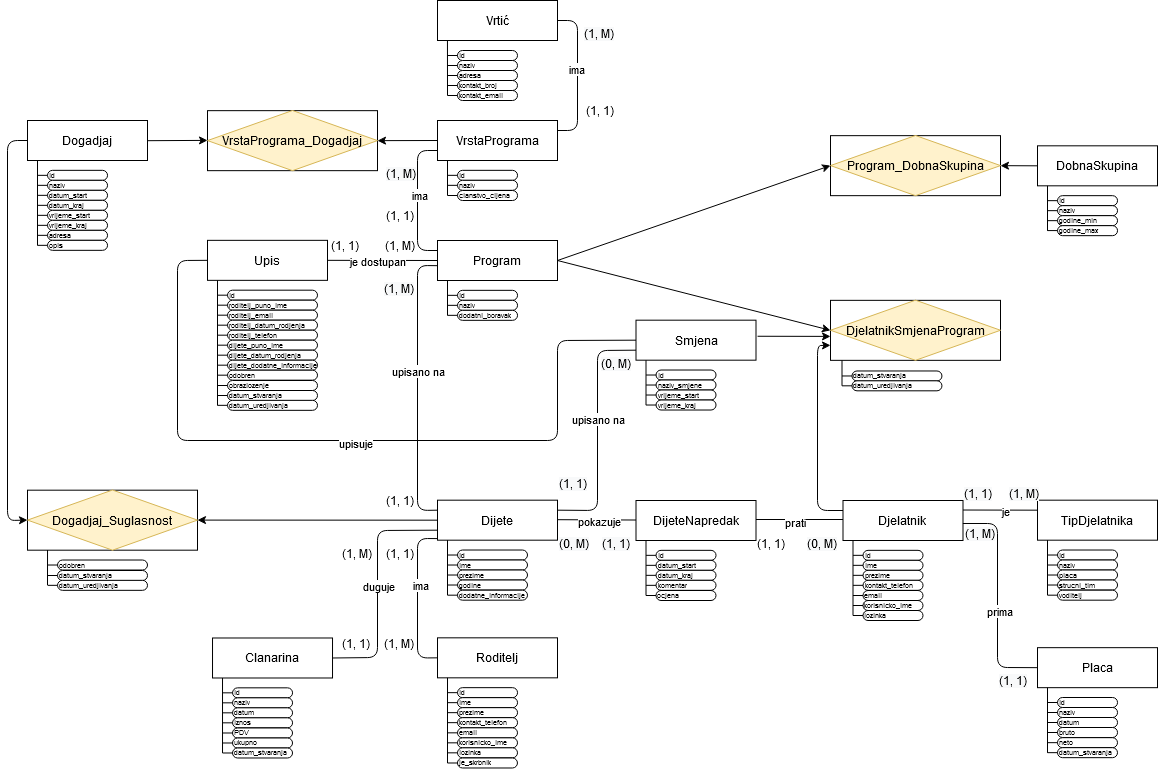 Vrtić
id
naziv
adresa
kontakt_broj
kontakt_email
(1, M)
ima
(1, 1)
Dogadjaj
id
naziv
datum_start
datum_kraj
vrijeme_start
vrijeme_kraj
adresa
opis
VrstaPrograma_Dogadjaj
VrstaPrograma
id
naziv
clanstvo_cijena
(1, M)
ima
(1, 1)
Program_DobnaSkupina
DobnaSkupina
id
naziv
godine_min
godine_max
Upis
id
roditelj_puno_ime
roditelj_email
roditelj_datum_rodjenja
roditelj_telefon
dijete_puno_ime
dijete_datum_rodjenja
dijete_dodatne_informacije
odobren
obrazlozenje
datum_stvaranja
datum_uredjivanja
(1, 1)
je dostupan
(1, M)
Program
id
naziv
dodatni_boravak
(1, M)
upisano na
(1, 1)
Smjena
id
naziv_smjene
vrijeme_start
vrijeme_kraj
(0, M)
upisano na
(1, 1)
upisuje
DjelatnikSmjenaProgram
datum_stvaranja
datum_uredjivanja
Dogadjaj_Suglasnost
odobren
datum_stvaranja
datum_uredjivanja
Dijete
id
ime
prezime
godine
dodatne_informacije
pokazuje
(0, M)
(1, 1)
DijeteNapredak
id
datum_start
datum_kraj
komentar
ocjena
prati
(1, 1)
(0, M)
Djelatnik
id
ime
prezime
kontakt_telefon
email
korisnicko_ime
lozinka
(1, 1)
(1, M)
je
TipDjelatnika
id
naziv
placa
strucni_tim
voditelj
(1, M)
prima
(1, 1)
Placa
id
naziv
datum
bruto
neto
datum_stvaranja
(1, M)
duguje
(1, 1)
Clanarina
id
naziv
datum
iznos
PDV
ukupno
datum_stvaranja
(1, 1)
ima
(1, M)
Roditelj
id
ime
prezime
kontakt_telefon
email
korisnicko_ime
lozinka
je_skrbnik